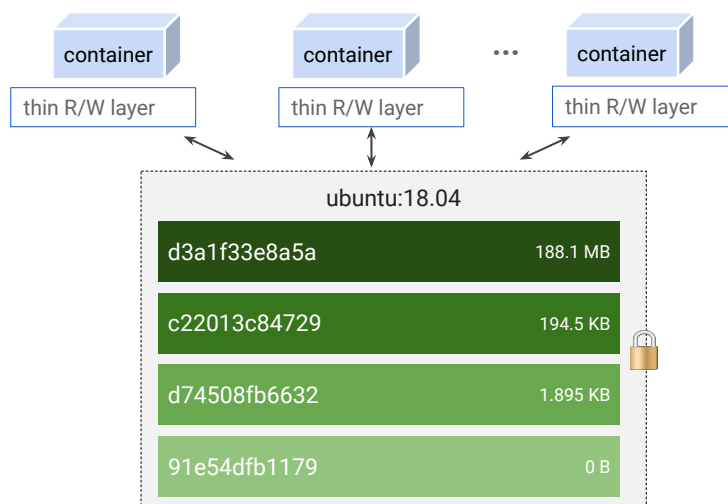 container
container
...
container
thin R/W layer
thin R/W layer
thin R/W layer
ubuntu:18.04
d3a1f33e8a5a 188.1 MB
c22013c84729 194.5 KB
d74508fb6632 1.895 KB
91e54dfb1179 0 B